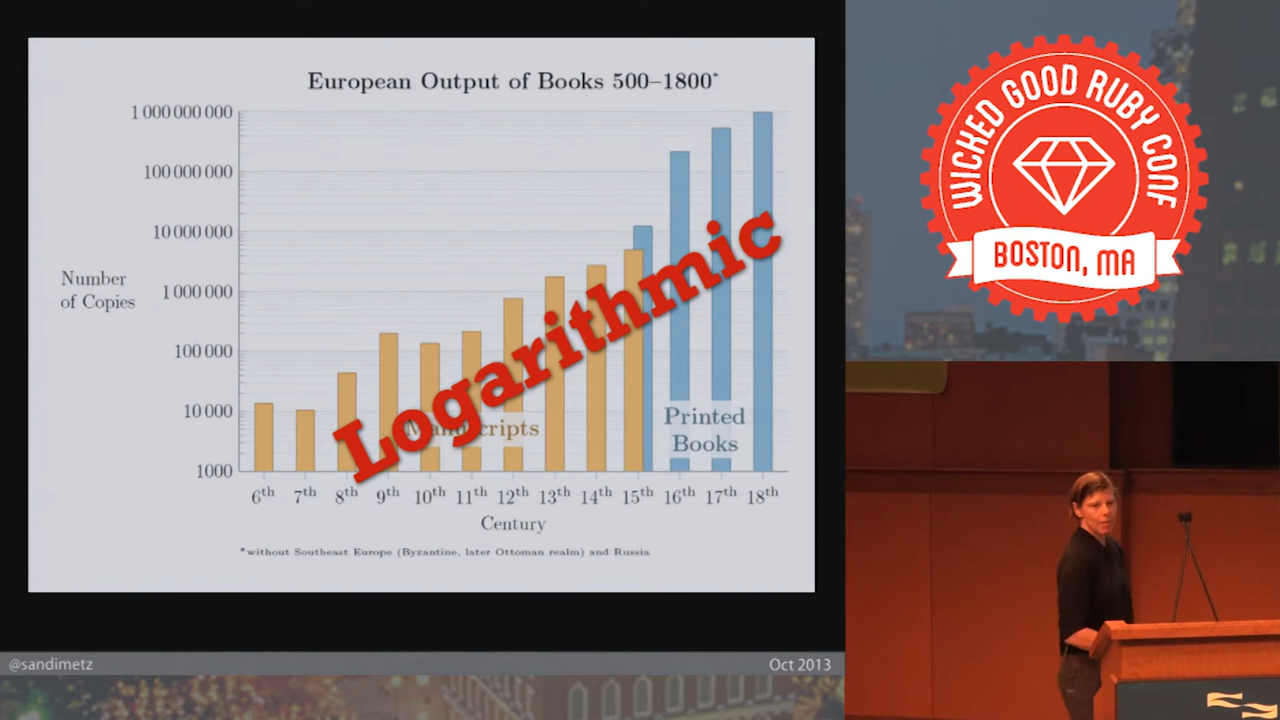 European Output of Books 500–1800*
1 000 000 000
100 000 000
10 000 000
1 000 000
100 000
10 000
1000
Number
of Copies
Logarithmic
Manuscripts
Printed
Books
6th 7th 8th 9th 10th 11th 12th 13th 14th 15th 16th 17th 18th
Century
*without Southeast Europe (Byzantine, later Ottoman realm) and Russia
@sandimetz
Oct 2013
WICKED GOOD RUBY CONF
BOSTON, MA